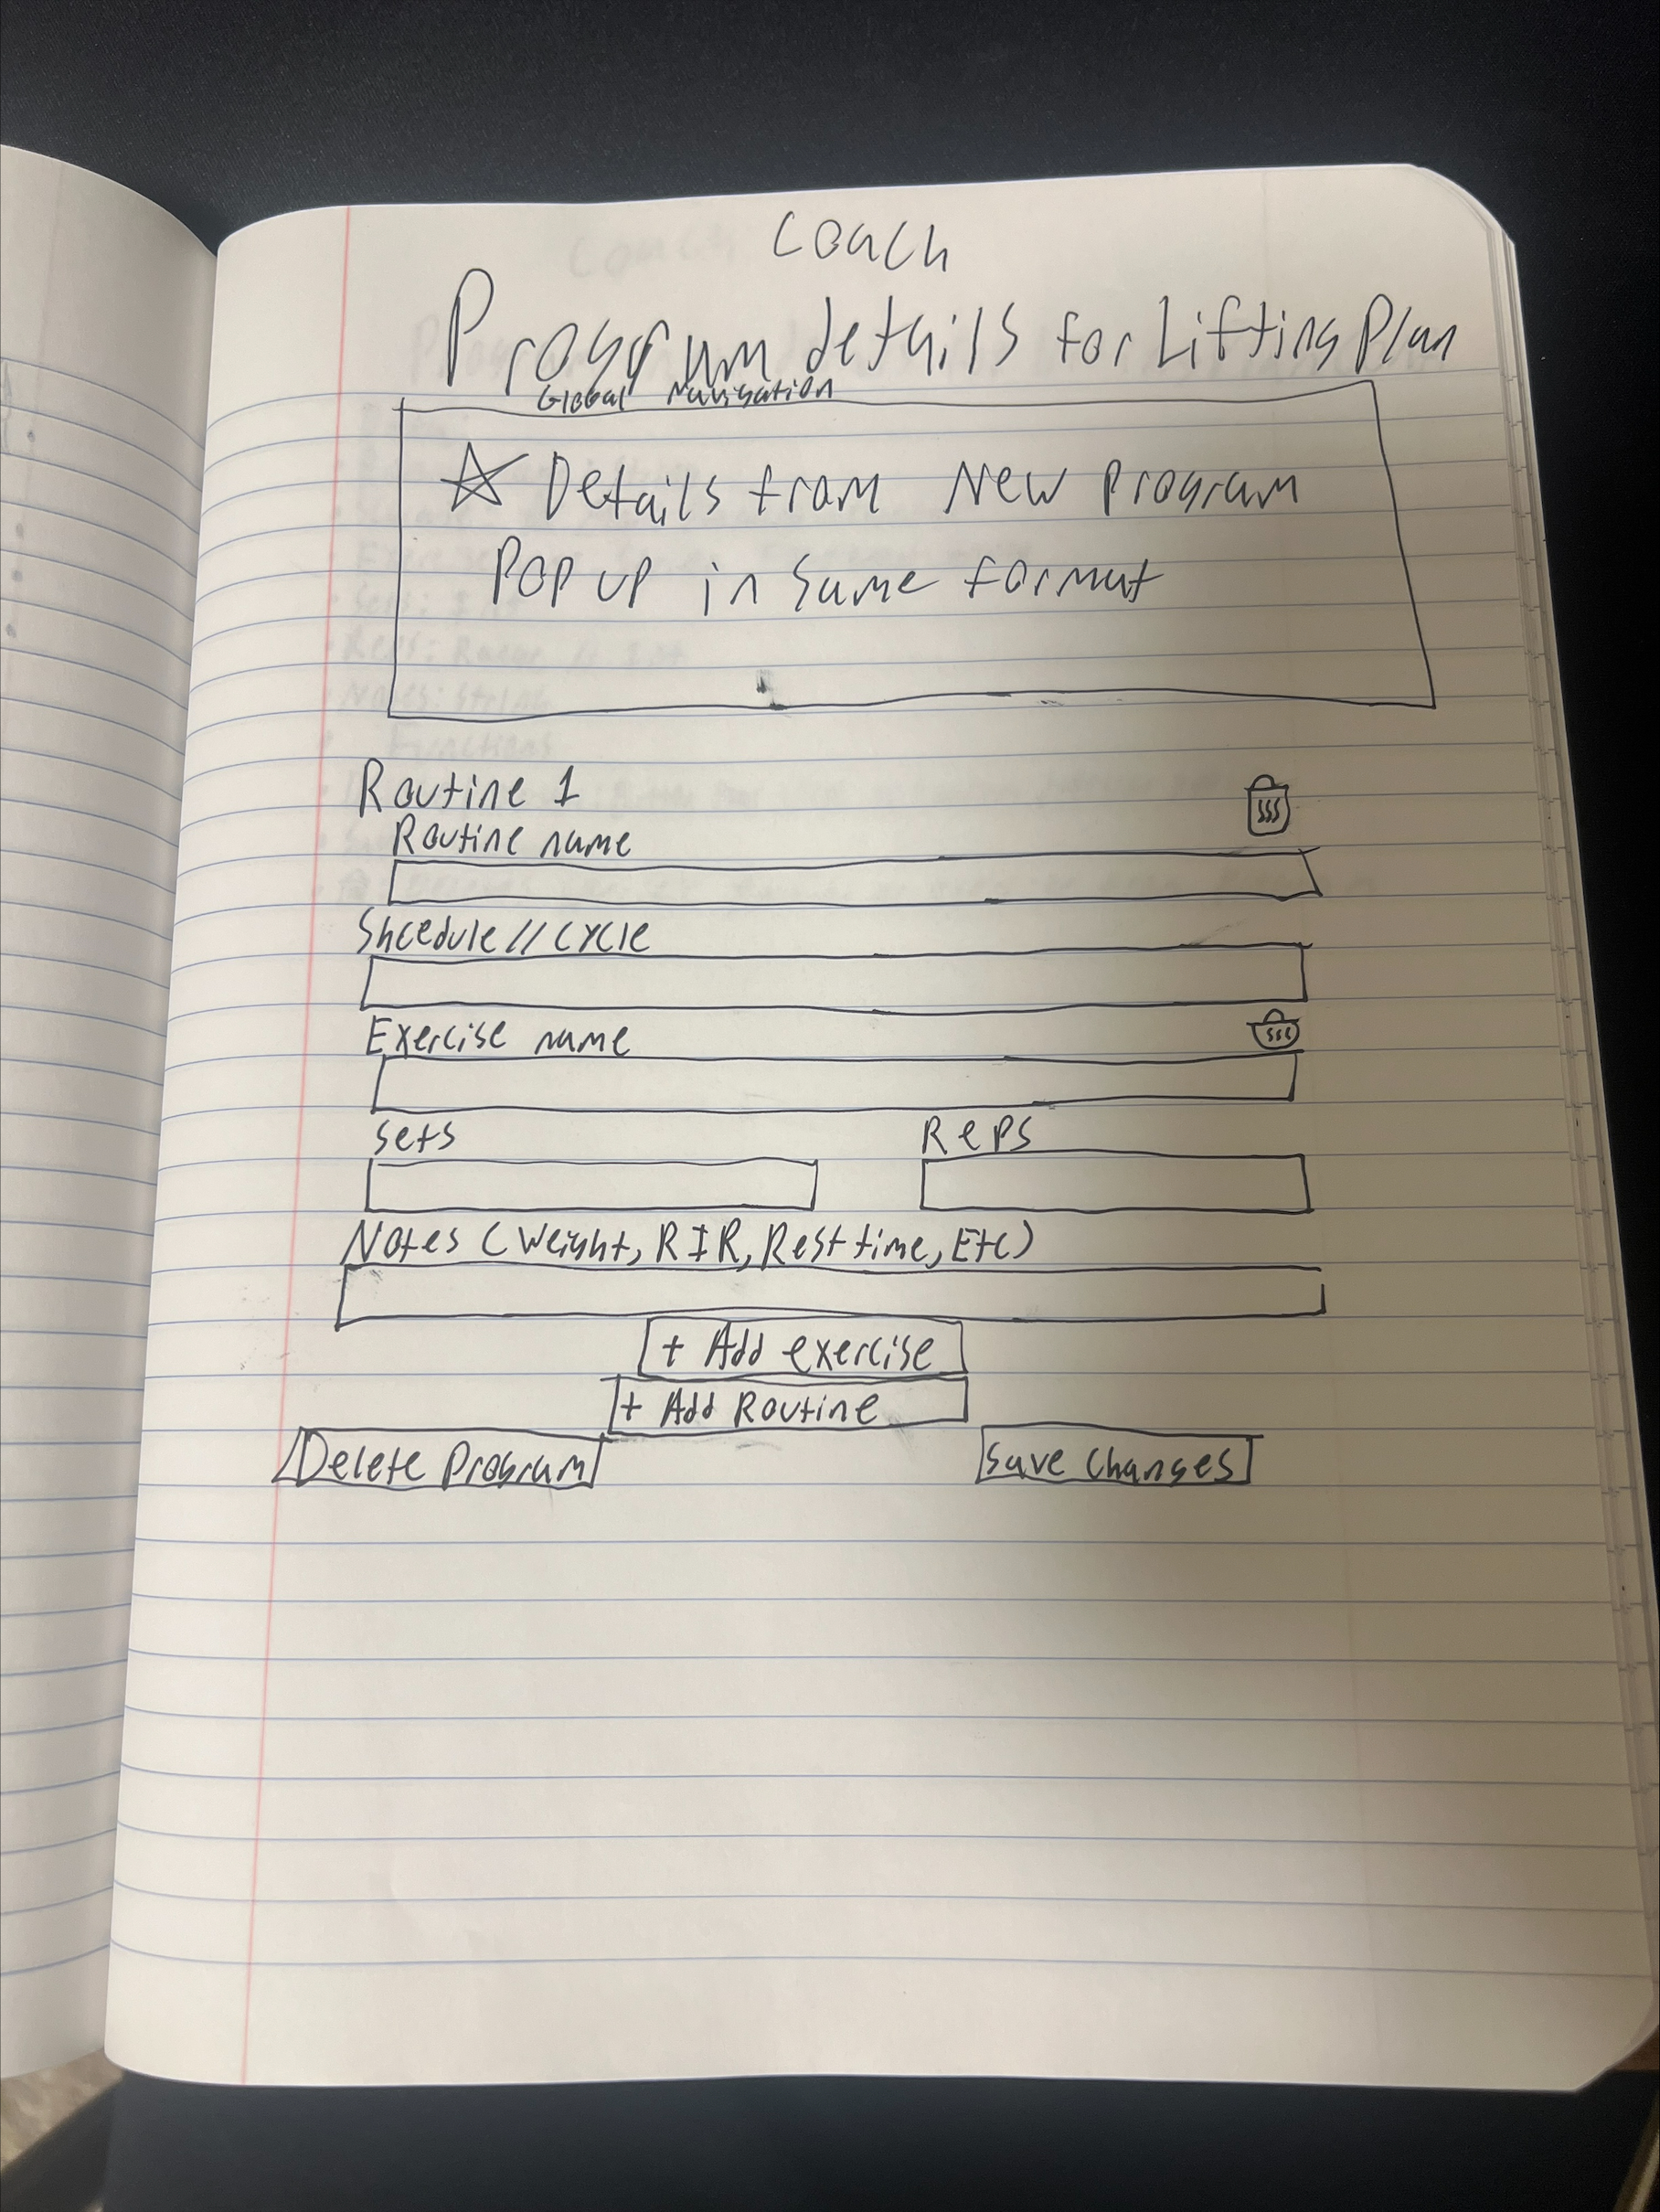 Coach
Program details for Lifting Plan
Global Navigation
Details from New Program
Pop up in same format
Routine 1
Routine name
Shcedule // Cycle
Exercise name
Sets Reps
Notes (Weight, RIR, Rest time, Etc)
+ Add exercise
+ Add Routine
Delete Program Save Changes